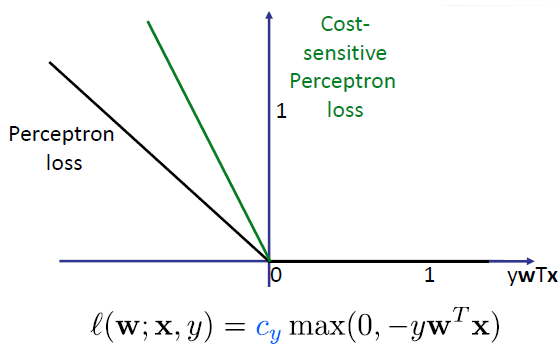 Cost-
sensitive
Perceptron
loss
1
Perceptron
loss
0
1
ywTx
ℓ(w; x, y) = c_y max(0, −yw^T x)